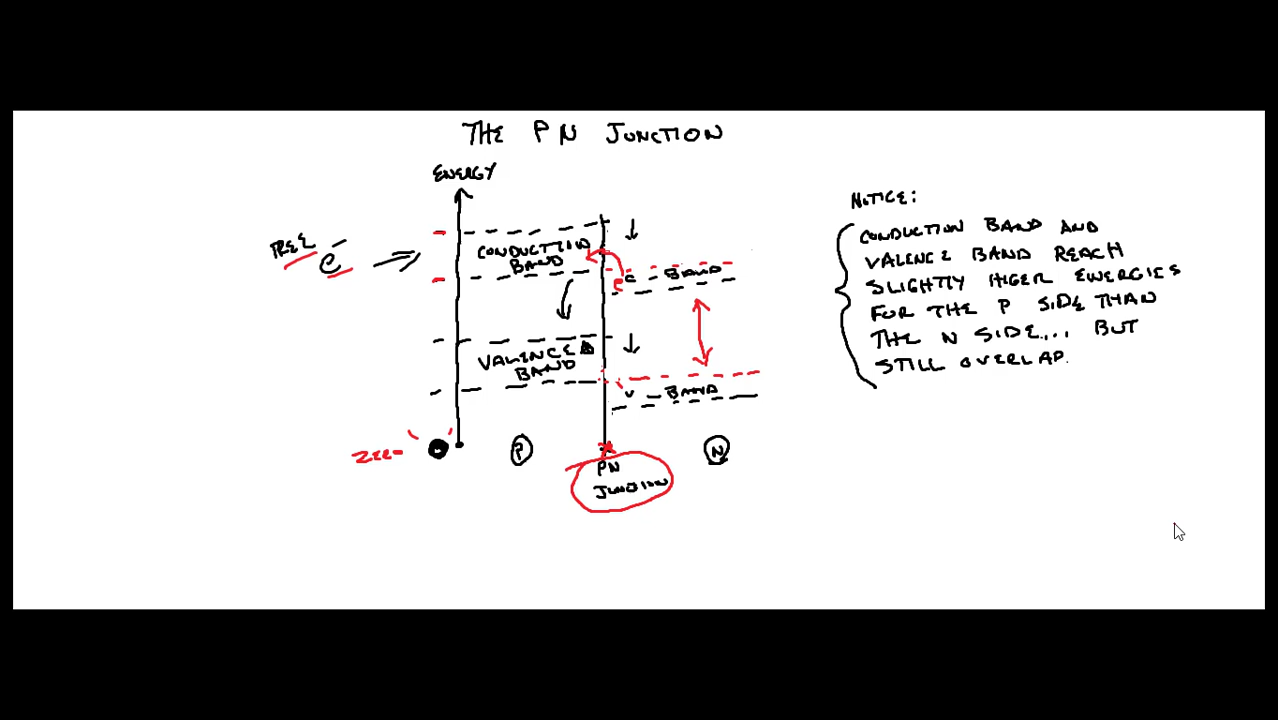 THE PN JUNCTION
ENERGY
FREE e-
CONDUCTION
BAND
C BAND
VALENCE
BAND
V BAND
ZERO
P
N
PN
JUNCTION
NOTICE:
CONDUCTION BAND AND
VALENCE BAND REACH
SLIGHTLY HIGER ENERGIES
FOR THE P SIDE THAN
THE N SIDE... BUT
STILL OVERLAP.